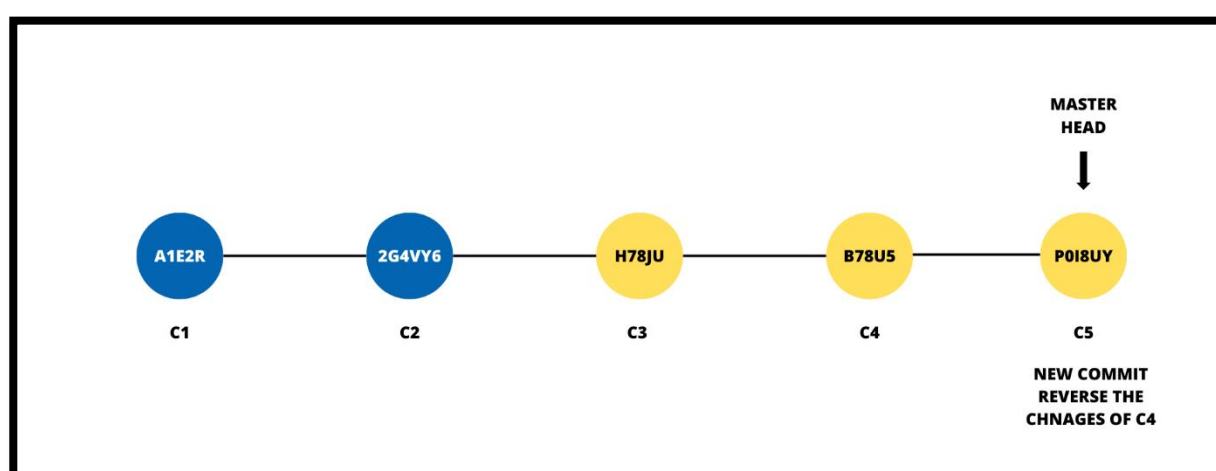 MASTER
HEAD
A1E2R
2G4VY6
H78JU
B78U5
P0I8UY
C1
C2
C3
C4
C5
NEW COMMIT
REVERSE THE
CHNAGES OF C4